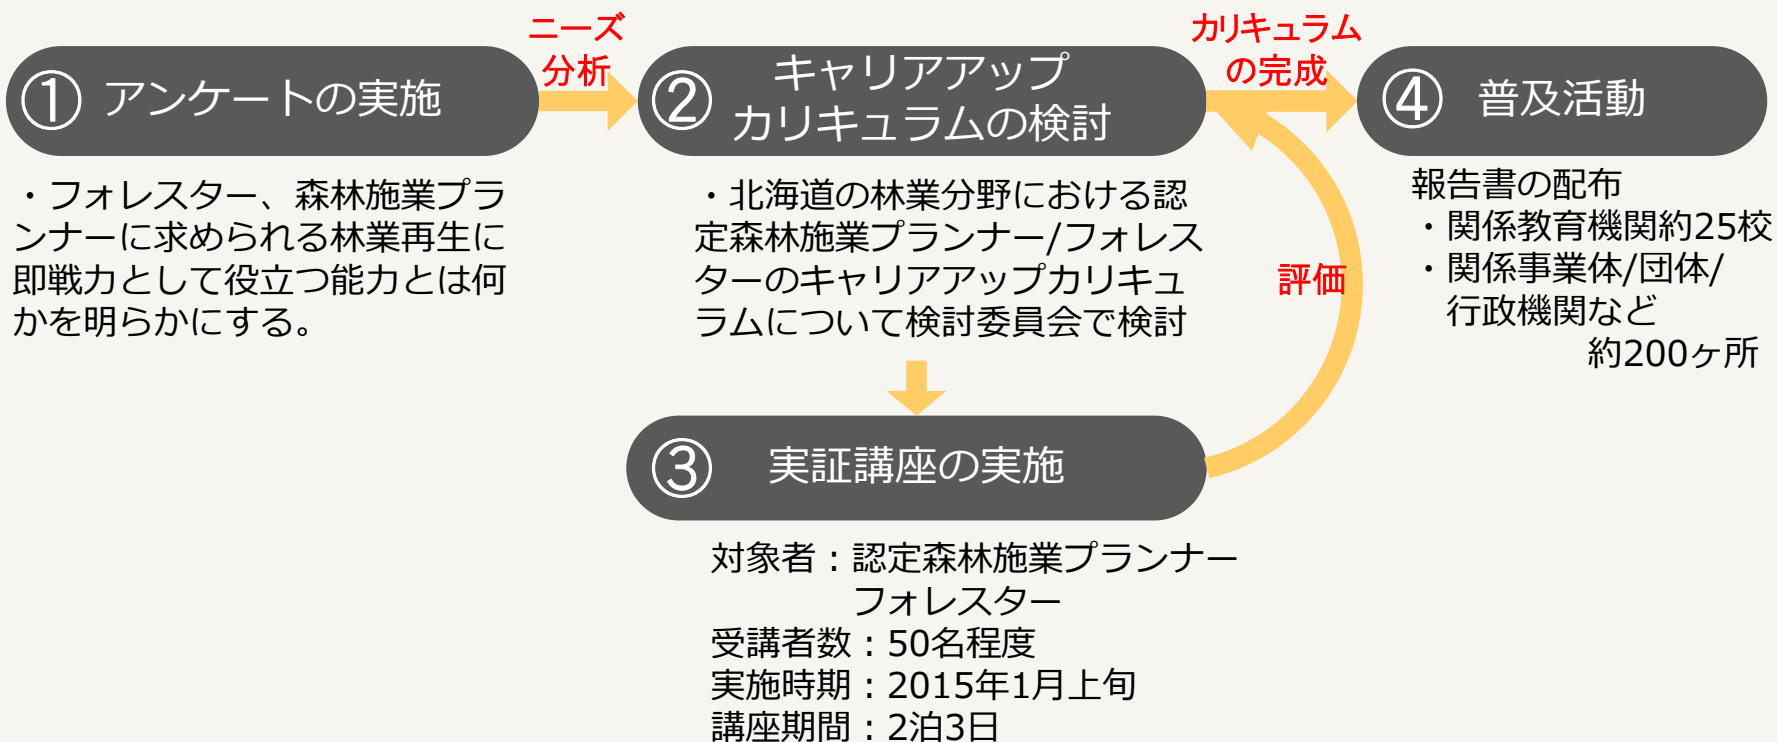 ① アンケートの実施
ニーズ
分析
② キャリアアップ
カリキュラムの検討
カリキュラム
の完成
④ 普及活動
・フォレスター、森林施業プラ
ンナーに求められる林業再生に
即戦力として役立つ能力とは何
かを明らかにする。
・北海道の林業分野における認
定森林施業プランナー/フォレス
ターのキャリアアップカリキュ
ラムについて検討委員会で検討
評価
報告書の配布
・関係教育機関約25校
・関係事業体/団体/
行政機関など
約200ヶ所
③ 実証講座の実施
対象者：認定森林施業プランナー
フォレスター
受講者数：50名程度
実施時期：2015年1月上旬
講座期間：2泊3日